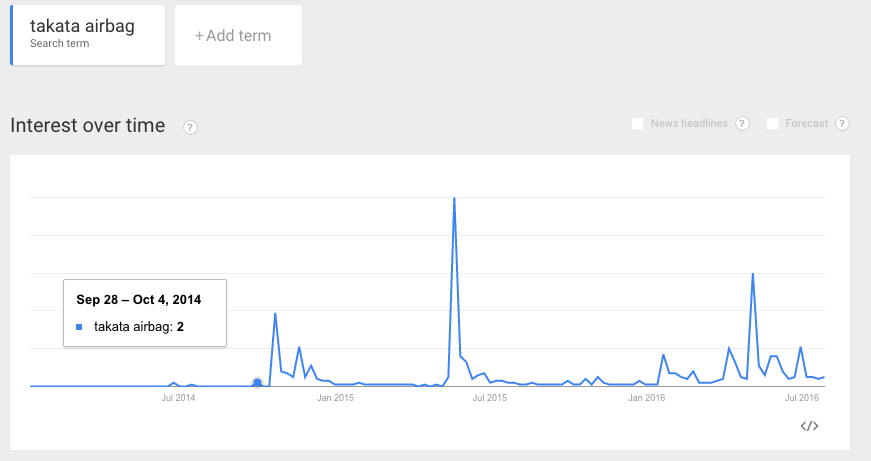 takata airbag
Search term
+Add term
Interest over time ?
News headlines ? Forecast ?
Sep 28 – Oct 4, 2014
takata airbag: 2
Jul 2014 Jan 2015 Jul 2015 Jan 2016 Jul 2016
</>